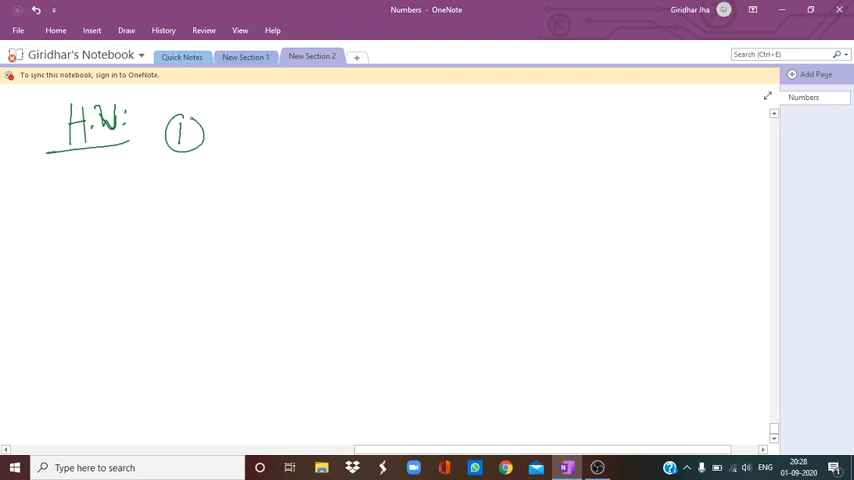 Numbers - OneNote
Giridhar Jha GJ
File Home Insert Draw History Review View Help
Giridhar's Notebook Quick Notes New Section 1 New Section 2 + Search (Ctrl+E)
To sync this notebook, sign in to OneNote.
Add Page
Numbers
H.W: 1
Type here to search
ENG 20:28
01-09-2020